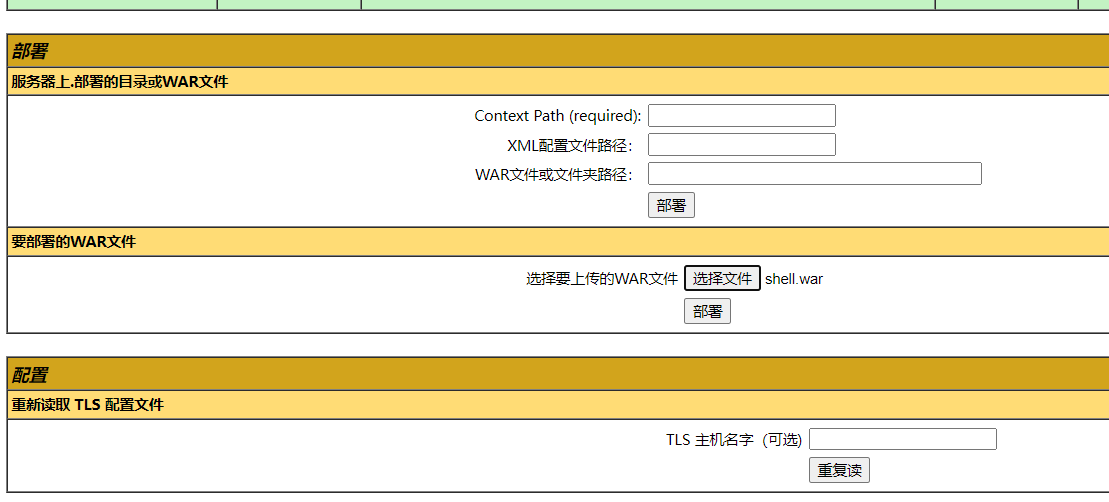 部署
服务器上.部署的目录或WAR文件
Context Path (required):
XML配置文件路径：
WAR文件或文件夹路径：
部署
要部署的WAR文件
选择要上传的WAR文件 选择文件 shell.war
部署
配置
重新读取 TLS 配置文件
TLS 主机名字（可选）
重复读